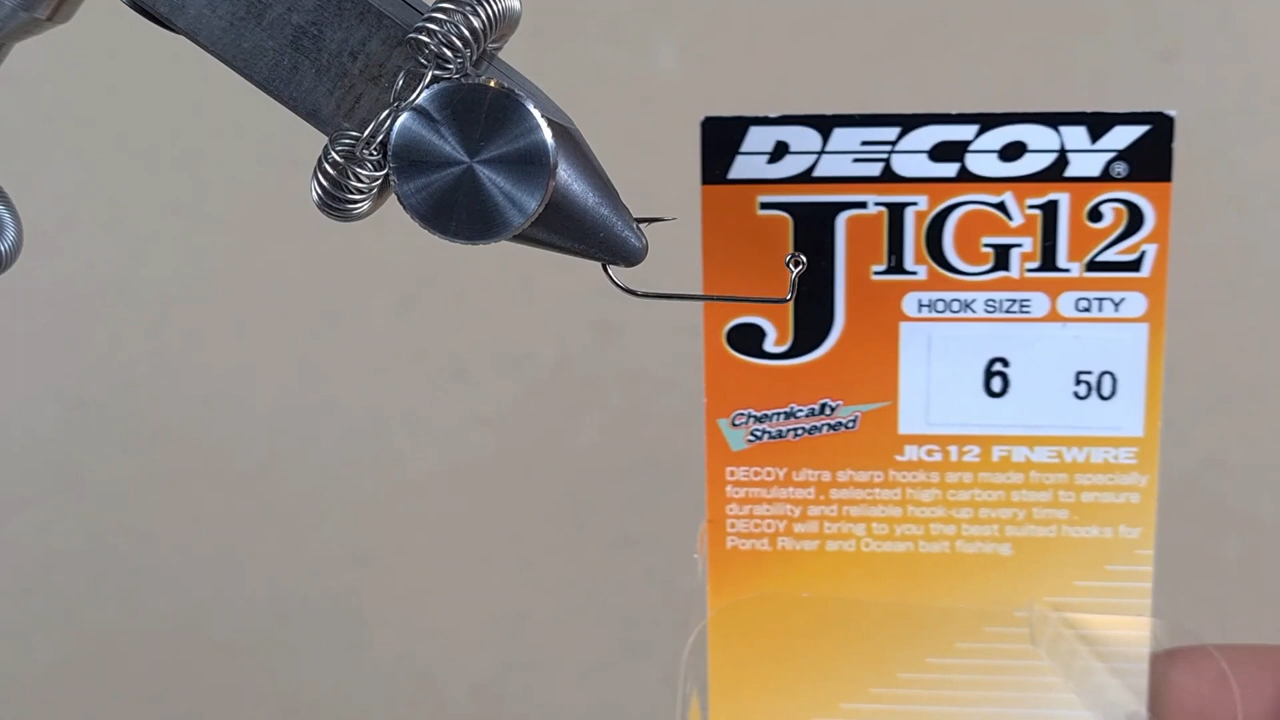 DECOY®
JIG12
HOOK SIZE QTY
6 50
Chemically
Sharpened
JIG12 FINEWIRE
DECOY ultra sharp hooks are made from specially
formulated , selected high carbon steel to ensure
durability and reliable hook-up every time .
DECOY will bring to you the best suited hooks for
Pond, River and Ocean bait fishing.